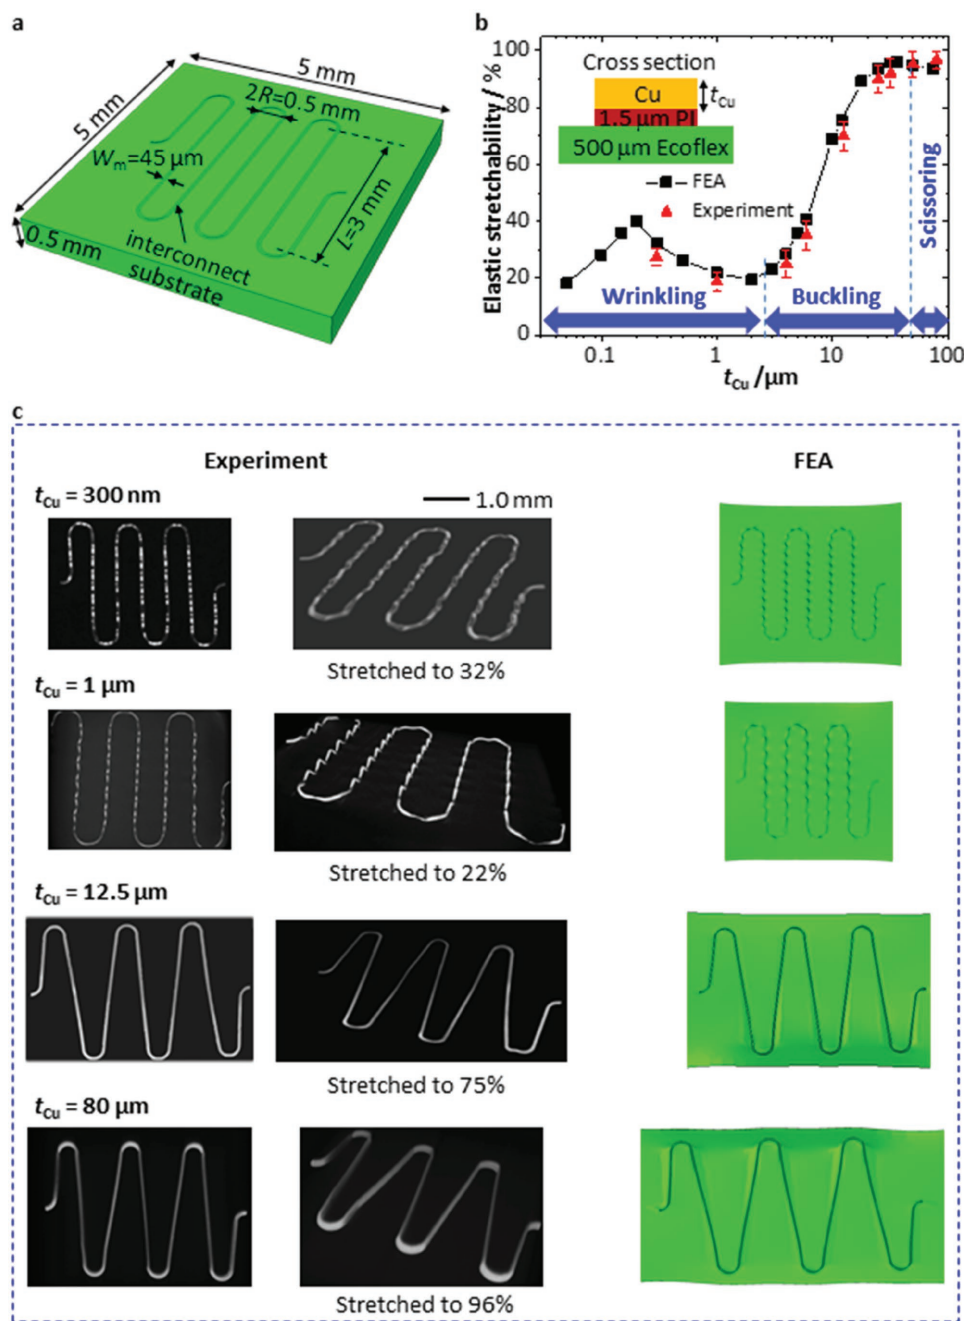 a
5 mm
5 mm
2R=0.5 mm
Wm=45 μm
L=3 mm
0.5 mm
interconnect
substrate
b
Elastic stretchability / %
100
80
60
40
20
0
Cross section
Cu
tCu
1.5 μm PI
500 μm Ecoflex
FEA
Experiment
Wrinkling
Buckling
Scissoring
0.1
1
10
100
tCu /μm
c
Experiment
FEA
tCu = 300 nm
1.0 mm
Stretched to 32%
tCu = 1 μm
Stretched to 22%
tCu = 12.5 μm
Stretched to 75%
tCu = 80 μm
Stretched to 96%